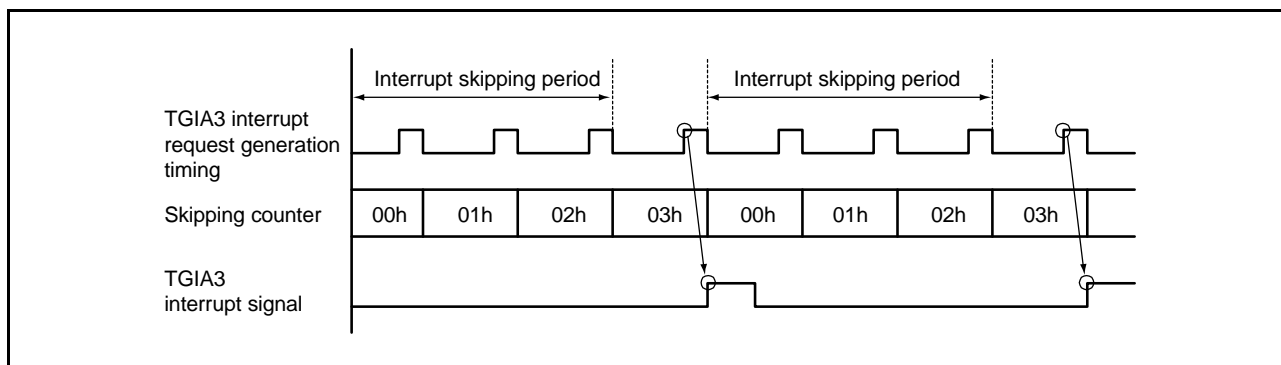 Interrupt skipping period
Interrupt skipping period
TGIA3 interrupt
request generation
timing
Skipping counter
00h
01h
02h
03h
00h
01h
02h
03h
TGIA3
interrupt signal